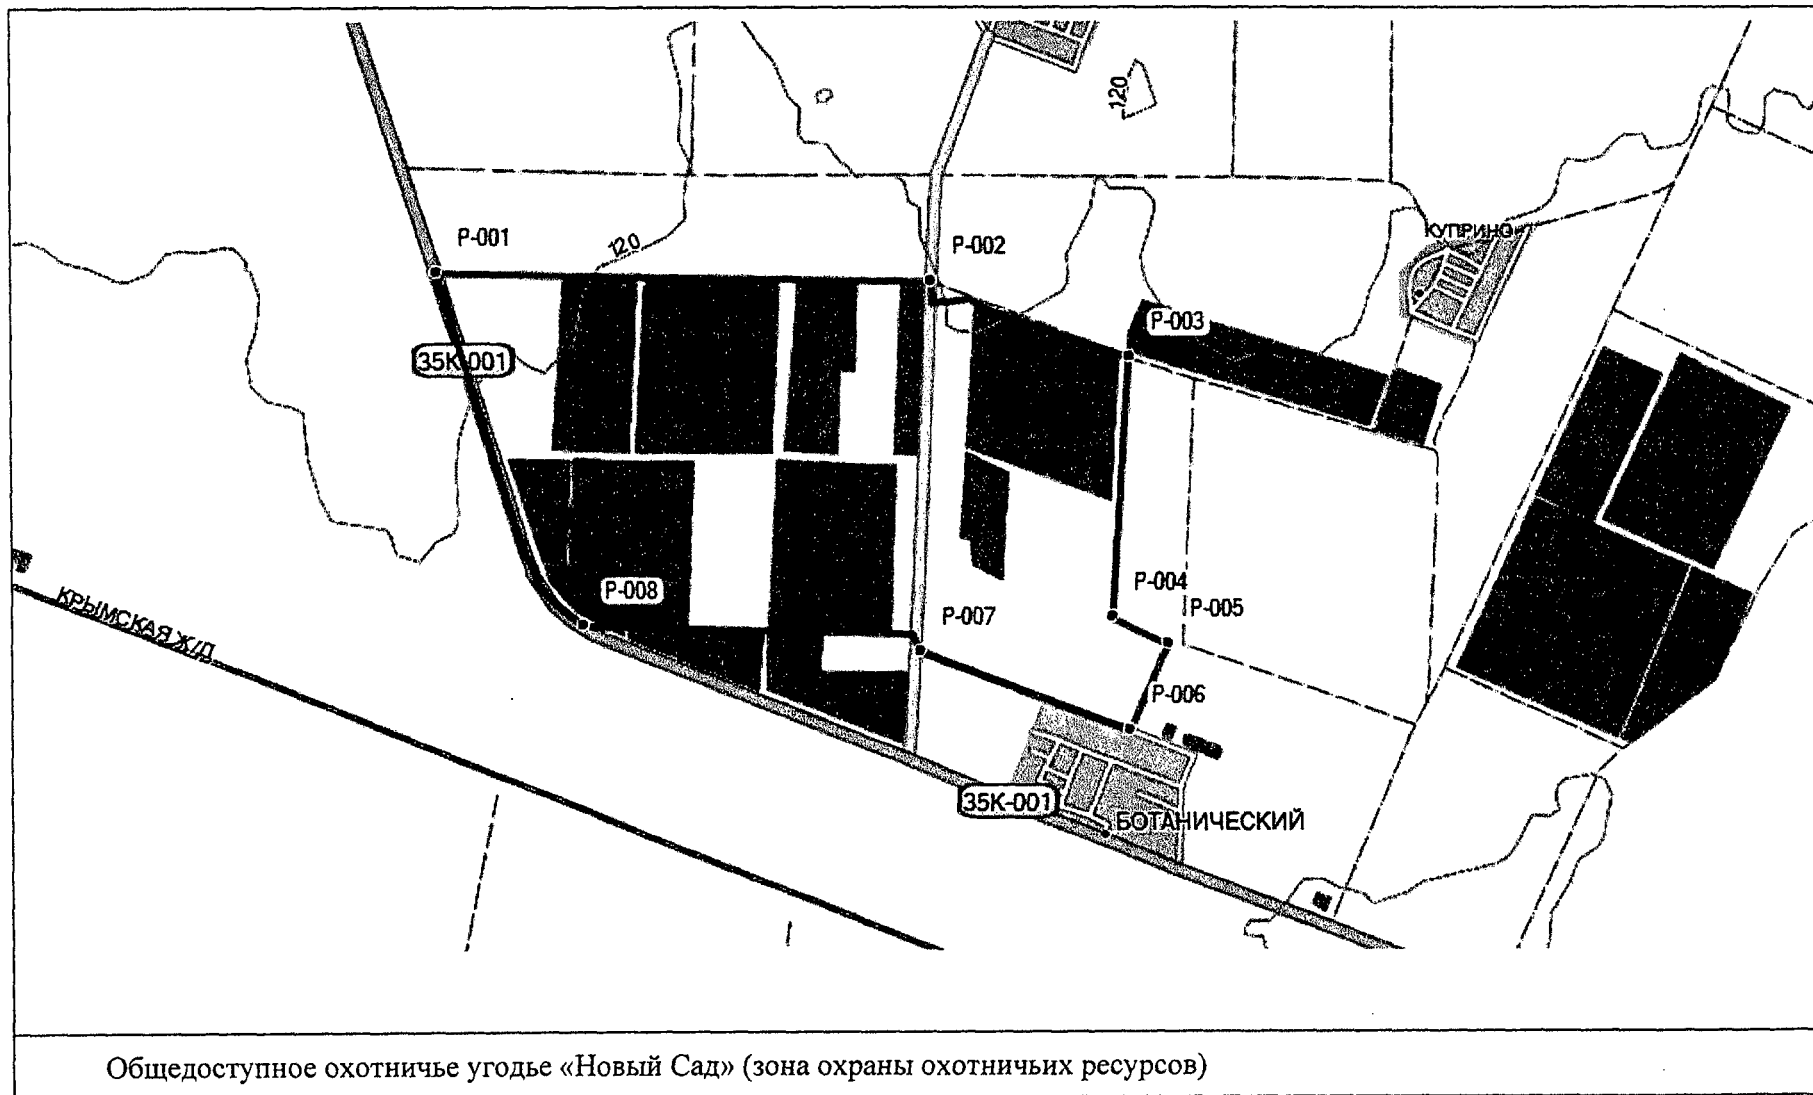 120
P-001
P-002
120
КУПРИНО
P-003
35К-001
P-004
P-005
P-008
P-007
КРЫМСКАЯ Ж/Д
P-006
35К-001
БОТАНИЧЕСКИЙ
Общедоступное охотничье угодье «Новый Сад» (зона охраны охотничьих ресурсов)